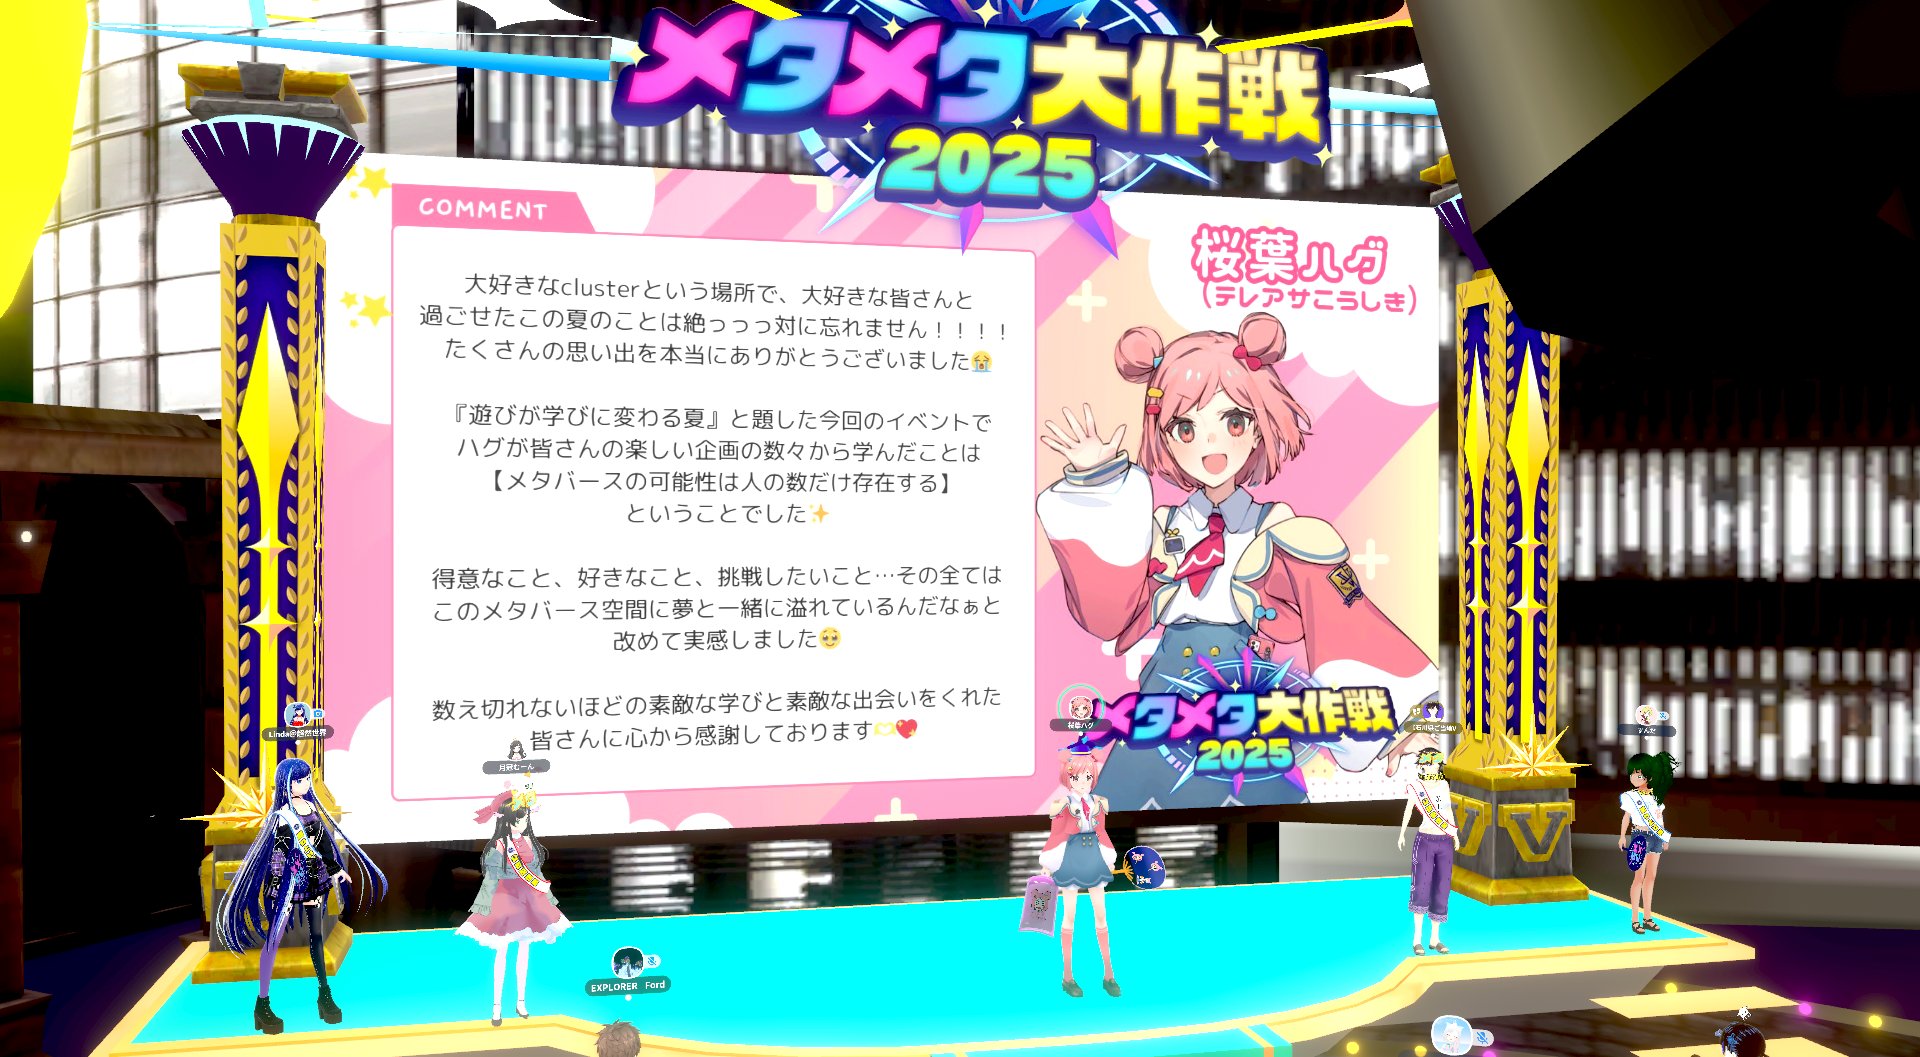 メタメタ大作戦
2025
COMMENT
桜葉ハグ
(テレアサこうしき)
大好きなclusterという場所で、大好きな皆さんと
過ごせたこの夏のことは絶っっっ対に忘れません！！！！
たくさんの思い出を本当にありがとうございました😭
『遊びが学びに変わる夏』と題した今回のイベントで
ハグが皆さんの楽しい企画の数々から学んだことは
【メタバースの可能性は人の数だけ存在する】
ということでした✨
得意なこと、好きなこと、挑戦したいこと…その全ては
このメタバース空間に夢と一緒に溢れているんだなぁと
改めて実感しました🥹
数え切れないほどの素敵な学びと素敵な出会いをくれた
皆さんに心から感謝しております🫶💖
メタメタ大作戦
2025
Linda@超然世界
月冠むーん
桜葉ハグ
EXPLORER Ford